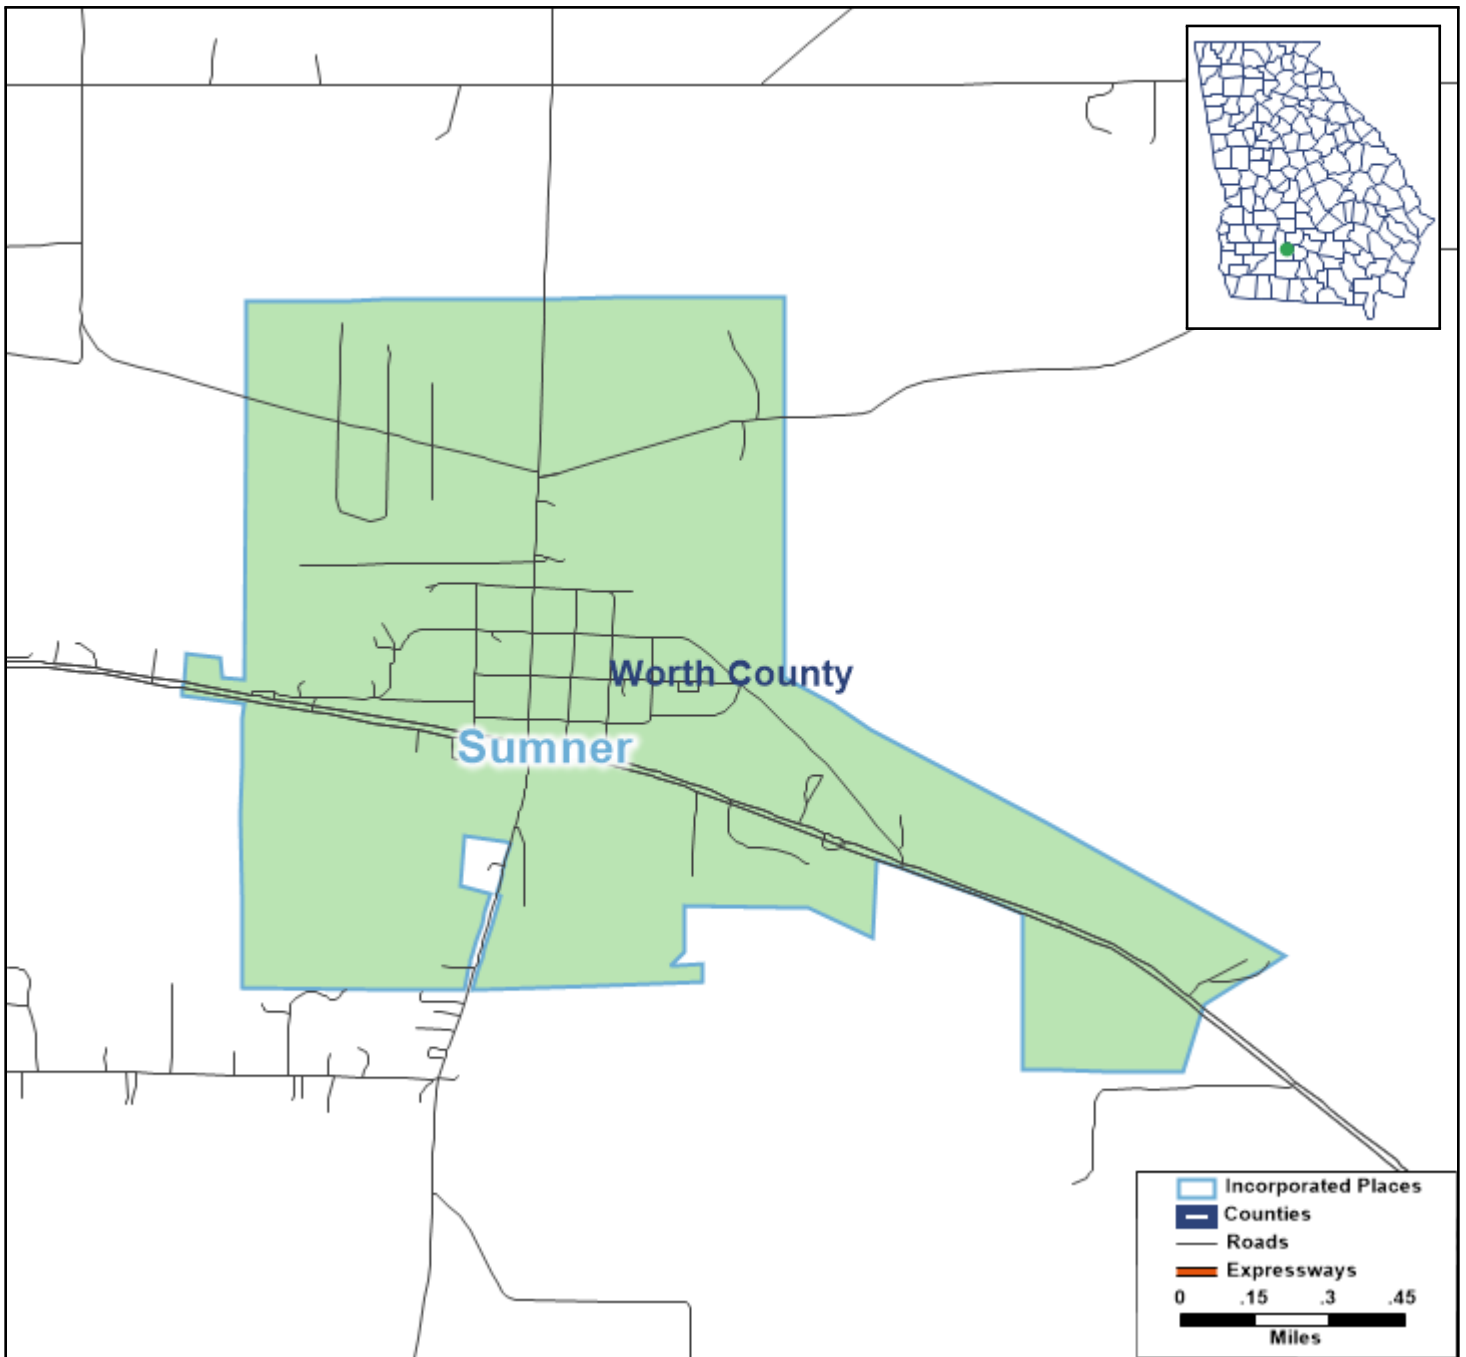 Worth County
Sumner
Incorporated Places
Counties
Roads
Expressways
0 .15 .3 .45
Miles